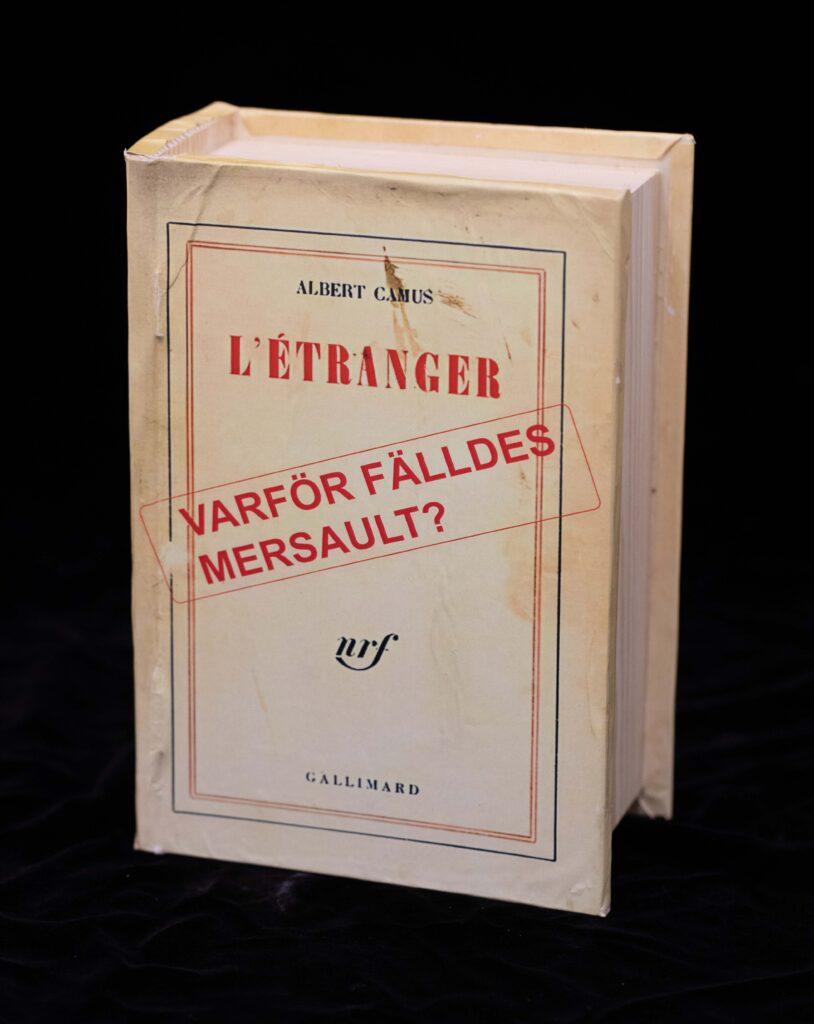 ALBERT CAMUS
L'ÉTRANGER
VARFÖR FÄLLDES
MERSAULT?
nrf
GALLIMARD